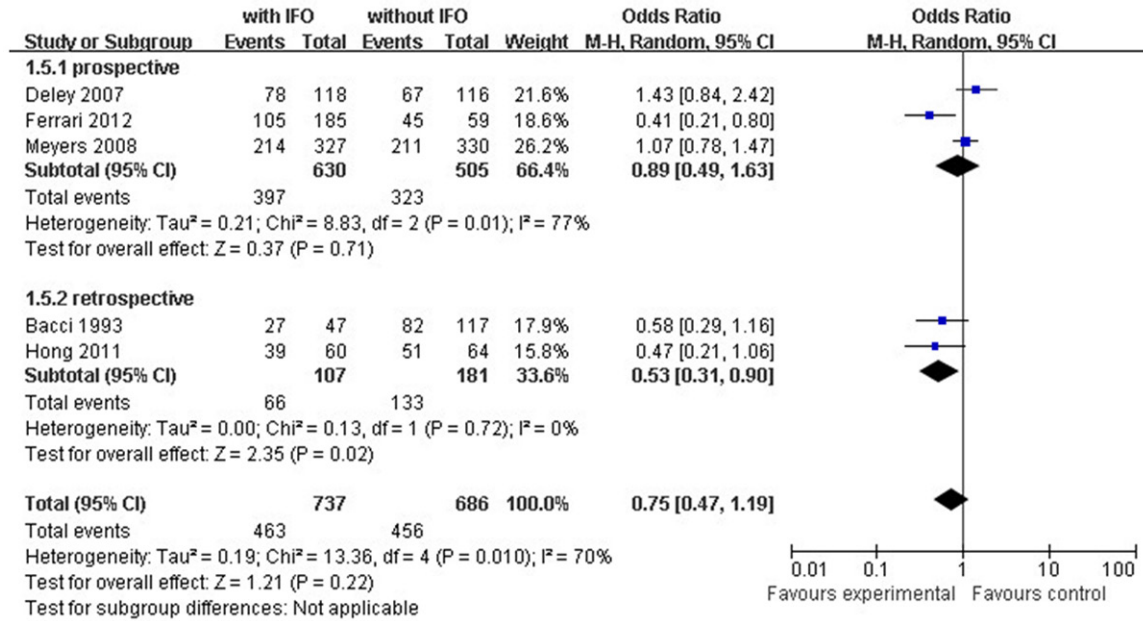 with IFO without IFO Odds Ratio Odds Ratio
Study or Subgroup Events Total Events Total Weight M-H, Random, 95% CI M-H, Random, 95% CI
1.5.1 prospective
Deley 2007 78 118 67 116 21.6% 1.43 [0.84, 2.42]
Ferrari 2012 105 185 45 59 18.6% 0.41 [0.21, 0.80]
Meyers 2008 214 327 211 330 26.2% 1.07 [0.78, 1.47]
Subtotal (95% CI) 630 505 66.4% 0.89 [0.49, 1.63]
Total events 397 323
Heterogeneity: Tau² = 0.21; Chi² = 8.83, df = 2 (P = 0.01); I² = 77%
Test for overall effect: Z = 0.37 (P = 0.71)
1.5.2 retrospective
Bacci 1993 27 47 82 117 17.9% 0.58 [0.29, 1.16]
Hong 2011 39 60 51 64 15.8% 0.47 [0.21, 1.06]
Subtotal (95% CI) 107 181 33.6% 0.53 [0.31, 0.90]
Total events 66 133
Heterogeneity: Tau² = 0.00; Chi² = 0.13, df = 1 (P = 0.72); I² = 0%
Test for overall effect: Z = 2.35 (P = 0.02)
Total (95% CI) 737 686 100.0% 0.75 [0.47, 1.19]
Total events 463 456
Heterogeneity: Tau² = 0.19; Chi² = 13.36, df = 4 (P = 0.010); I² = 70%
Test for overall effect: Z = 1.21 (P = 0.22)
Test for subgroup differences: Not applicable
0.01 0.1 1 10 100
Favours experimental Favours control